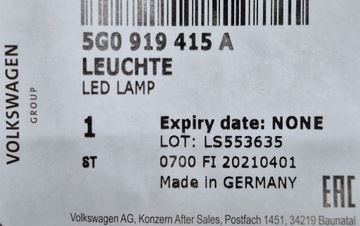 5G0 919 415 A
LEUCHTE
LED LAMP
VOLKSWAGEN
GROUP
1
ST
Expiry date: NONE
LOT: LS553635
0700 FI 20210401
Made in GERMANY
EAC
Volkswagen AG, Konzern After Sales, Postfach 1451, 34219 Baunatal